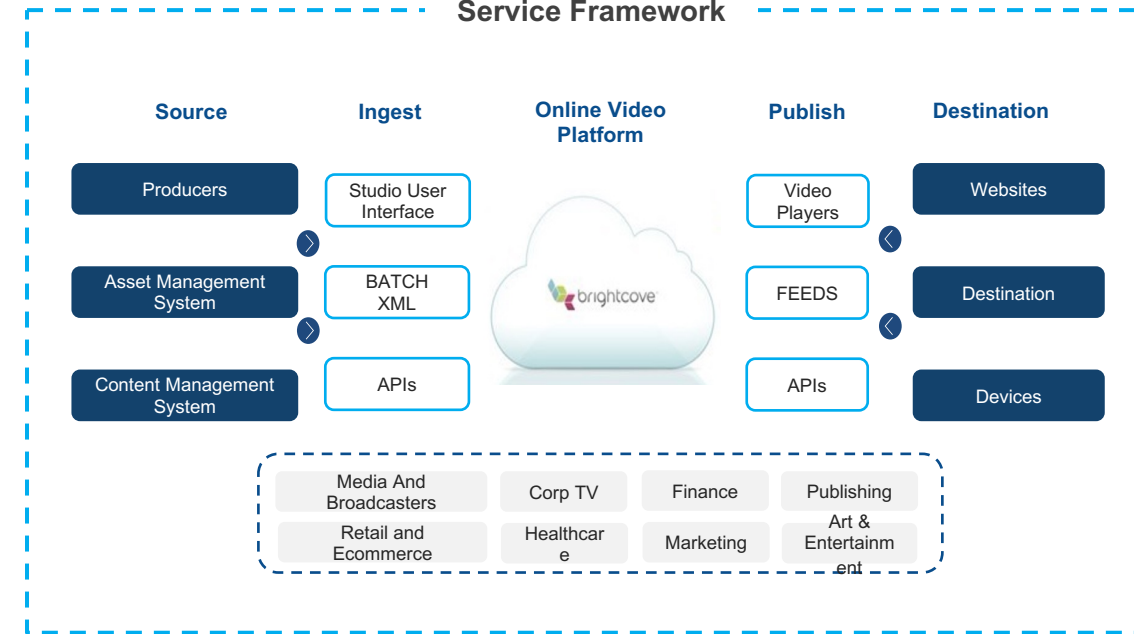 Service Framework
Source
Ingest
Online Video
Platform
Publish
Destination
Producers
Studio User
Interface
Video
Players
Websites
Asset Management
System
BATCH
XML
brightcove
FEEDS
Destination
Content Management
System
APIs
APIs
Devices
Media And
Broadcasters
Corp TV
Finance
Publishing
Retail and
Ecommerce
Healthcar
e
Marketing
Art &
Entertainm
ent